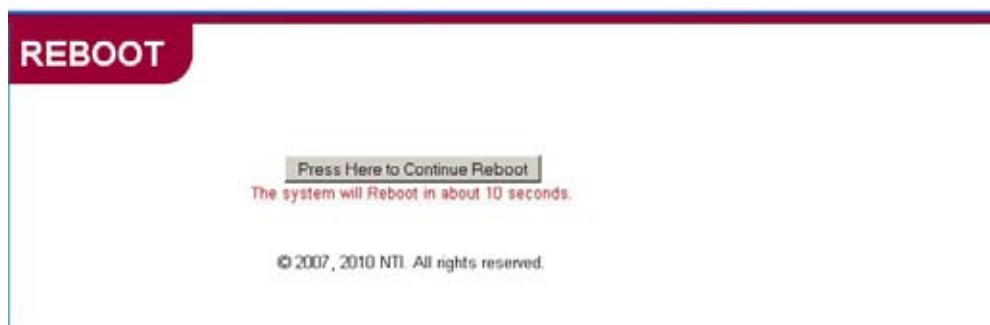 REBOOT
Press Here to Continue Reboot
The system will Reboot in about 10 seconds.
© 2007, 2010 NTI. All rights reserved.